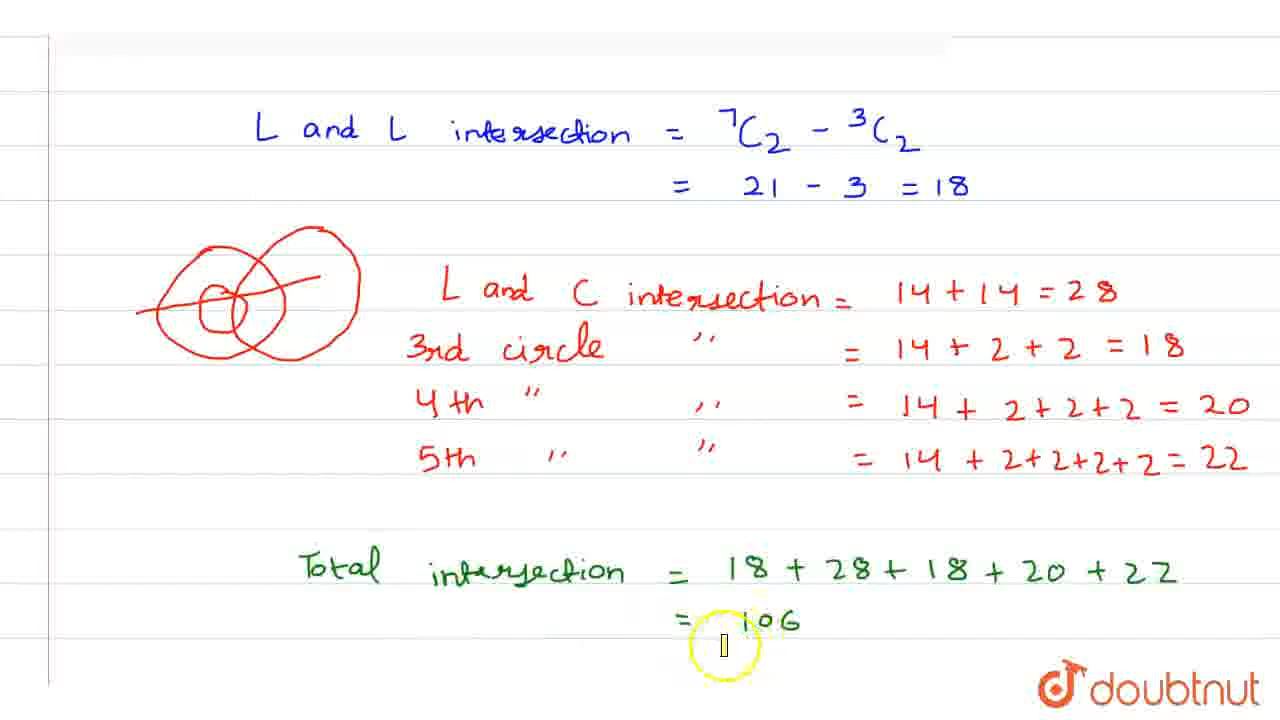 L and L intersection = ⁷C₂ - ³C₂
= 21 - 3 = 18
L and C intersection = 14 + 14 = 28
3rd circle ,, = 14 + 2 + 2 = 18
4th ,, ,, = 14 + 2 + 2 + 2 = 20
5th ,, ,, = 14 + 2 + 2 + 2 + 2 = 22
Total intersection = 18 + 28 + 18 + 20 + 22
= 106
doubtnut